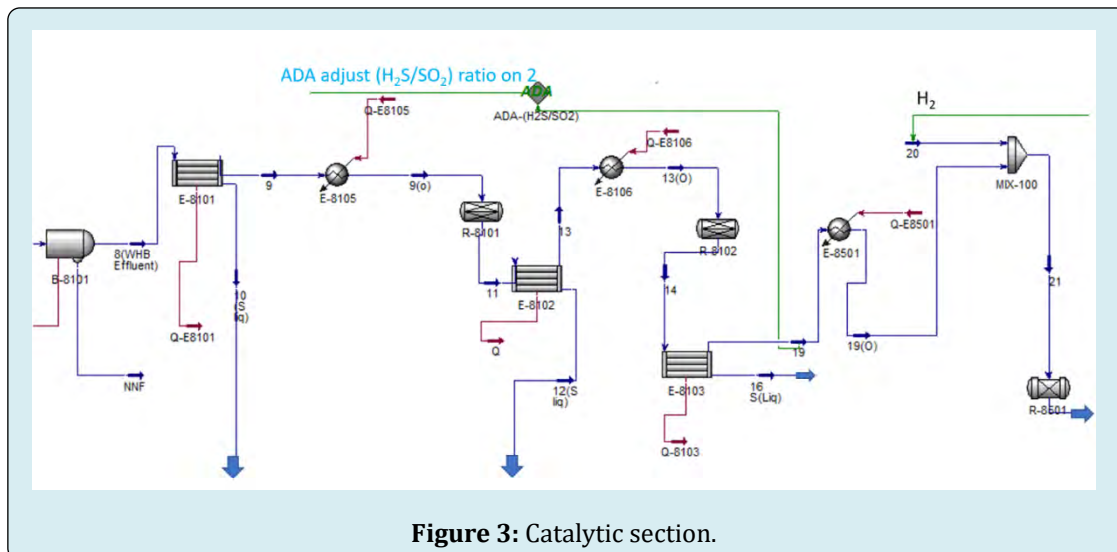 ADA adjust (H₂S/SO₂) ratio on 2
ADA
ADA-(H2S/SO2)
Q-E8105
Q-E8106
H₂
20
MIX-100
E-8101
9
E-8105
9(o)
E-8106
13(O)
R-8101
13
R-8102
Q-E8501
E-8501
B-8101
8(WHB
Effluent)
11
E-8102
14
21
10
(S
liq)
Q-E8101
Q
19
19(O)
NNF
12(S
liq)
E-8103
16
S(Liq)
Q-8103
R-8501
Figure 3: Catalytic section.